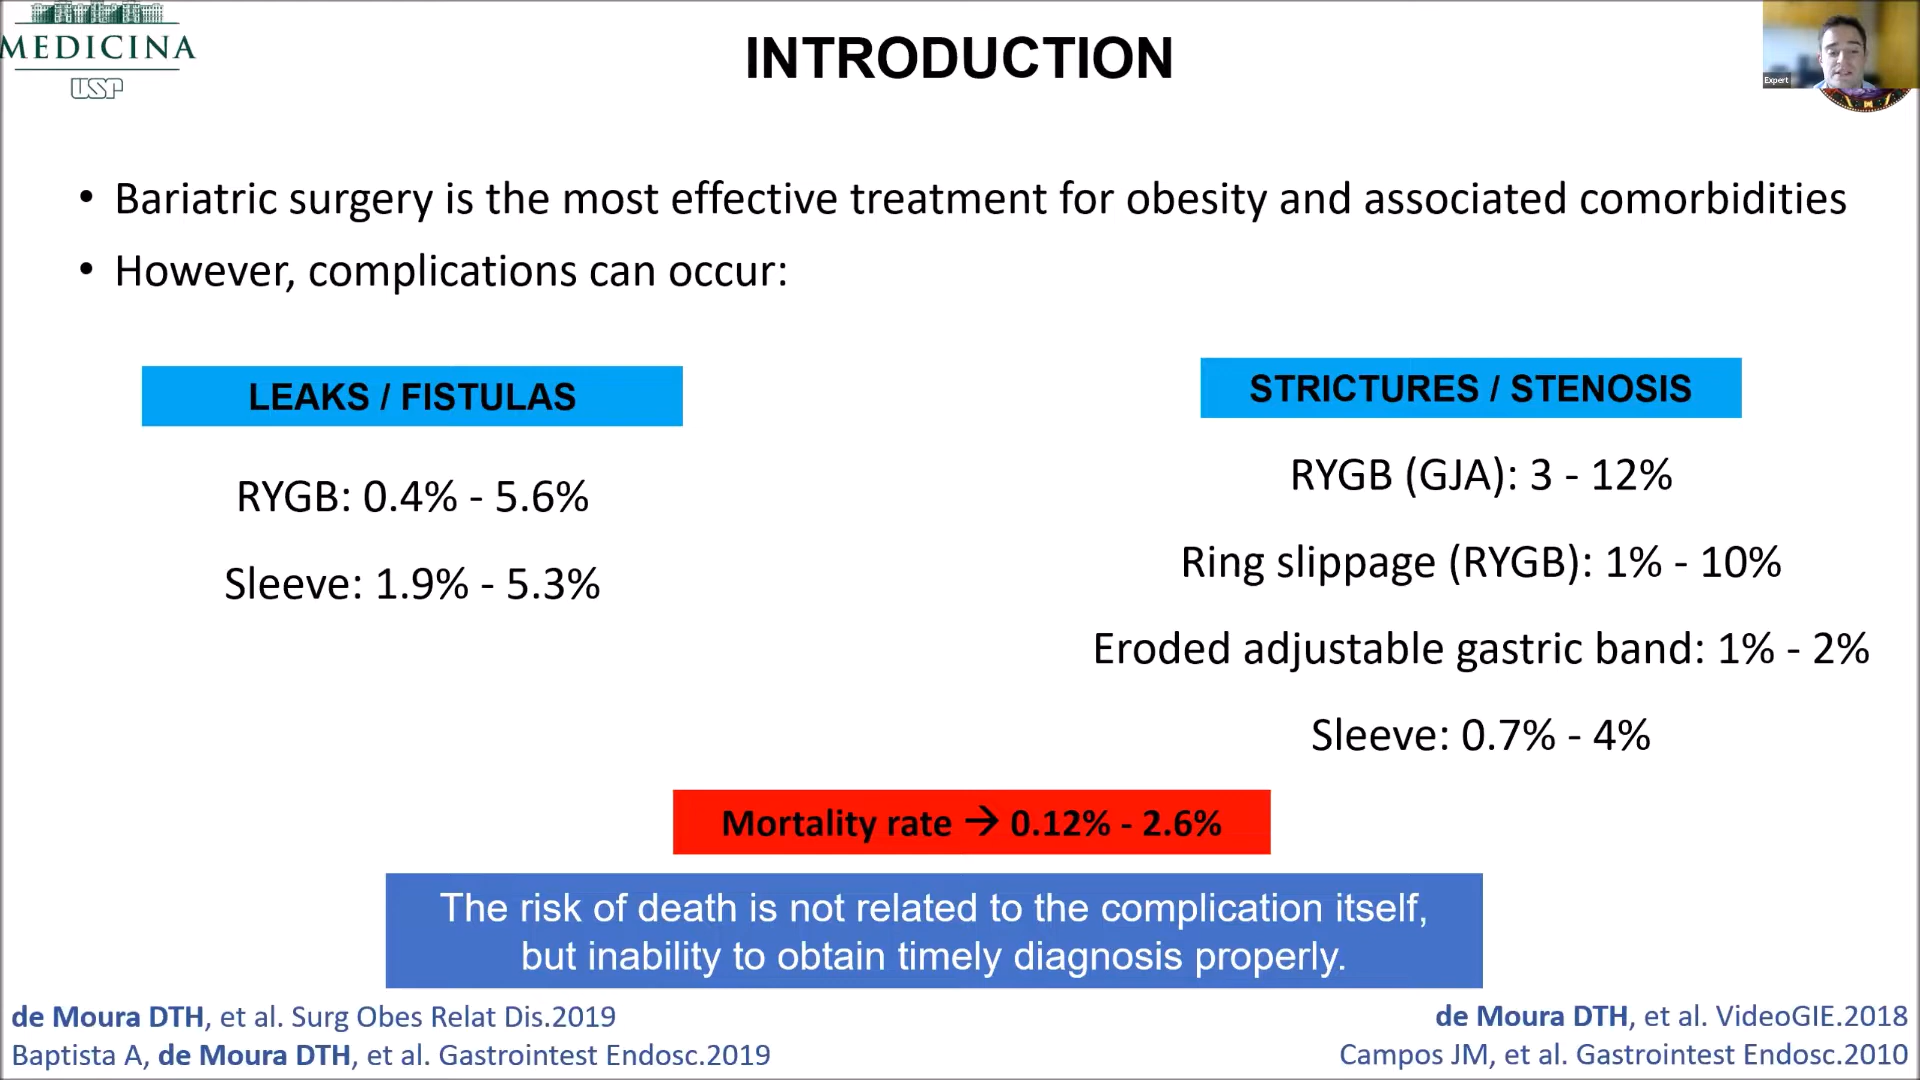 MEDICINA
USP
INTRODUCTION
Expert
• Bariatric surgery is the most effective treatment for obesity and associated comorbidities
• However, complications can occur:
LEAKS / FISTULAS
RYGB: 0.4% - 5.6%
Sleeve: 1.9% - 5.3%
STRICTURES / STENOSIS
RYGB (GJA): 3 - 12%
Ring slippage (RYGB): 1% - 10%
Eroded adjustable gastric band: 1% - 2%
Sleeve: 0.7% - 4%
Mortality rate → 0.12% - 2.6%
The risk of death is not related to the complication itself,
but inability to obtain timely diagnosis properly.
de Moura DTH, et al. Surg Obes Relat Dis.2019
Baptista A, de Moura DTH, et al. Gastrointest Endosc.2019
de Moura DTH, et al. VideoGIE.2018
Campos JM, et al. Gastrointest Endosc.2010